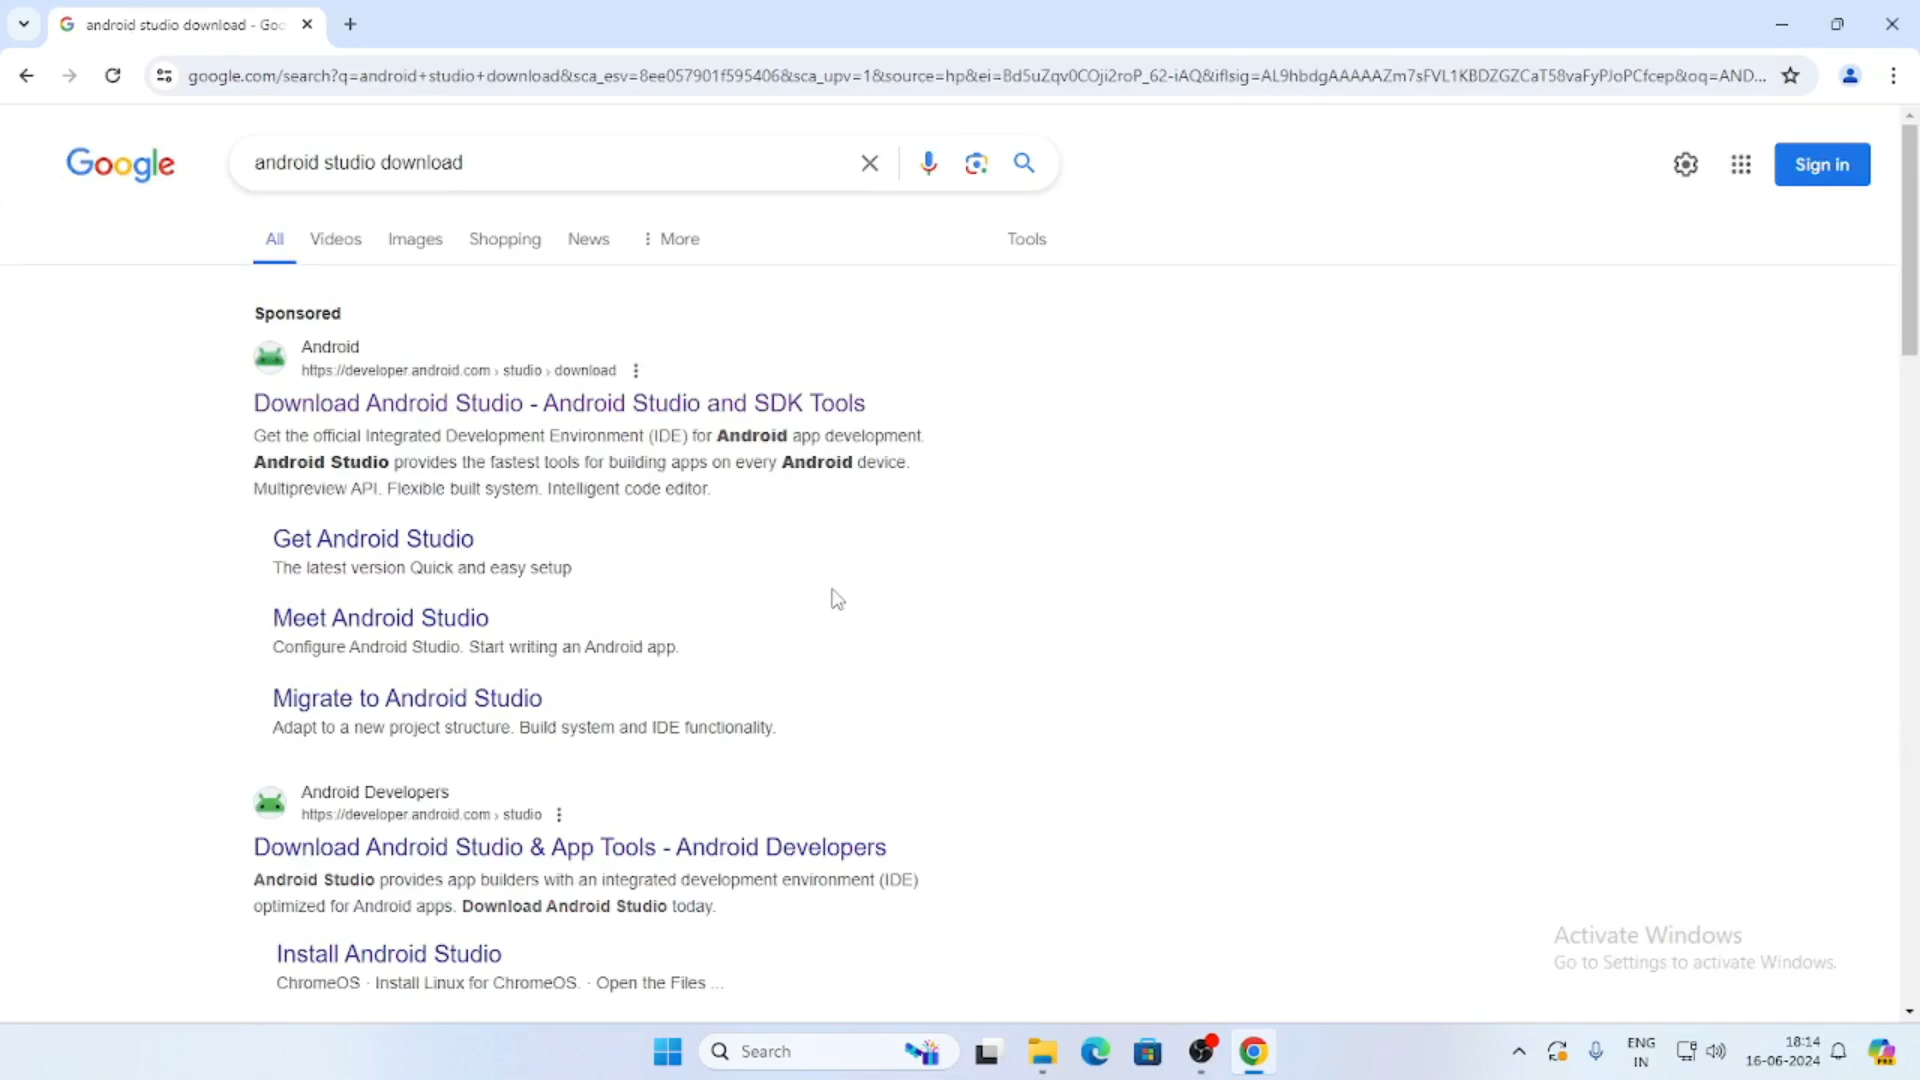 android studio download - Goo
google.com/search?q=android+studio+download&sca_esv=8ee057901f595406&sca_upv=1&source=hp&ei=Bd5uZqv0COji2roP_62-iAQ&iflsig=AL9hbdgAAAAAZm7sFVL1KBDZGZCaT58vaFyPJoPCfcep&oq=AND...
Google
android studio download
Sign in
All
Videos
Images
Shopping
News
More
Tools
Sponsored
Android
https://developer.android.com › studio › download
Download Android Studio - Android Studio and SDK Tools
Get the official Integrated Development Environment (IDE) for Android app development.
Android Studio provides the fastest tools for building apps on every Android device.
Multipreview API. Flexible built system. Intelligent code editor.
Get Android Studio
The latest version Quick and easy setup
Meet Android Studio
Configure Android Studio. Start writing an Android app.
Migrate to Android Studio
Adapt to a new project structure. Build system and IDE functionality.
Android Developers
https://developer.android.com › studio
Download Android Studio & App Tools - Android Developers
Android Studio provides app builders with an integrated development environment (IDE)
optimized for Android apps. Download Android Studio today.
Install Android Studio
ChromeOS · Install Linux for ChromeOS. · Open the Files ...
Activate Windows
Go to Settings to activate Windows.
Search
ENG
IN
18:14
16-06-2024
PRE